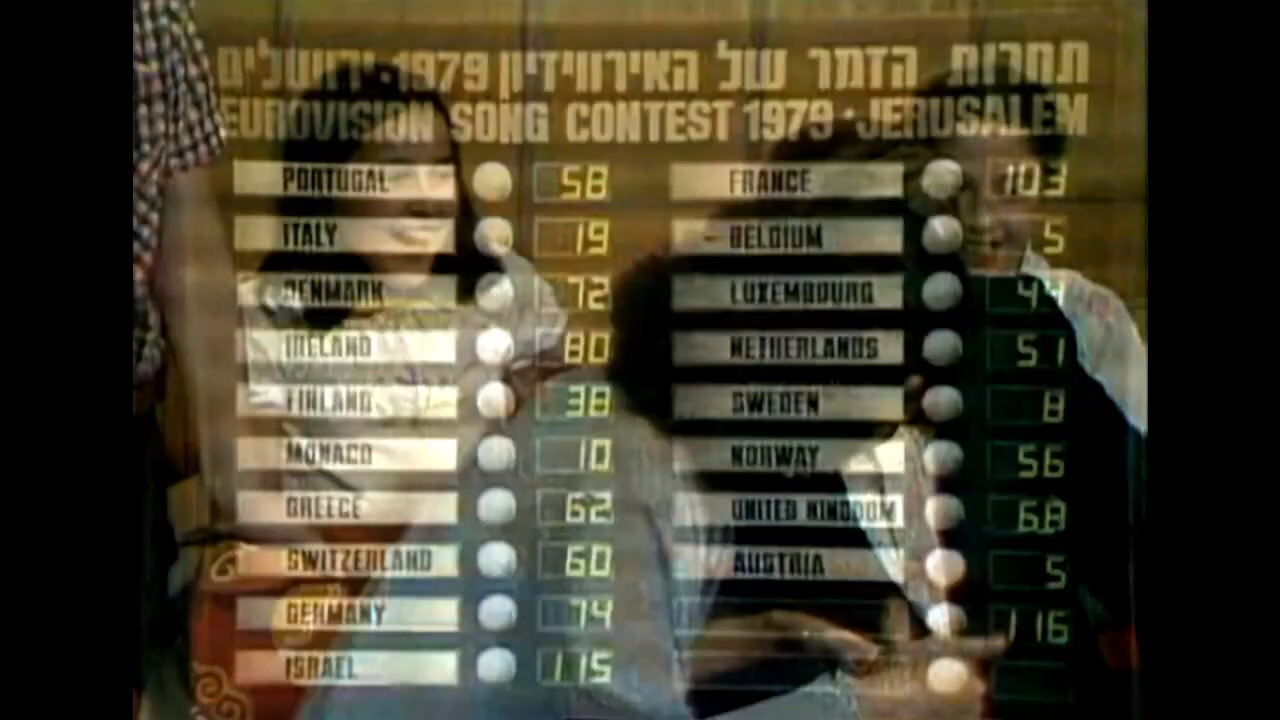 תחרות הזמר של האירוויזיון 1979·ירושלים
EUROVISION SONG CONTEST 1979·JERUSALEM
PORTUGAL 58 FRANCE 103
ITALY 19 BELGIUM 5
DENMARK 72 LUXEMBOURG
IRELAND 80 NETHERLANDS 51
FINLAND 38 SWEDEN 8
MONACO 10 NORWAY 56
GREECE 62 UNITED KINGDOM 68
SWITZERLAND 60 AUSTRIA 5
GERMANY 74 116
ISRAEL 115